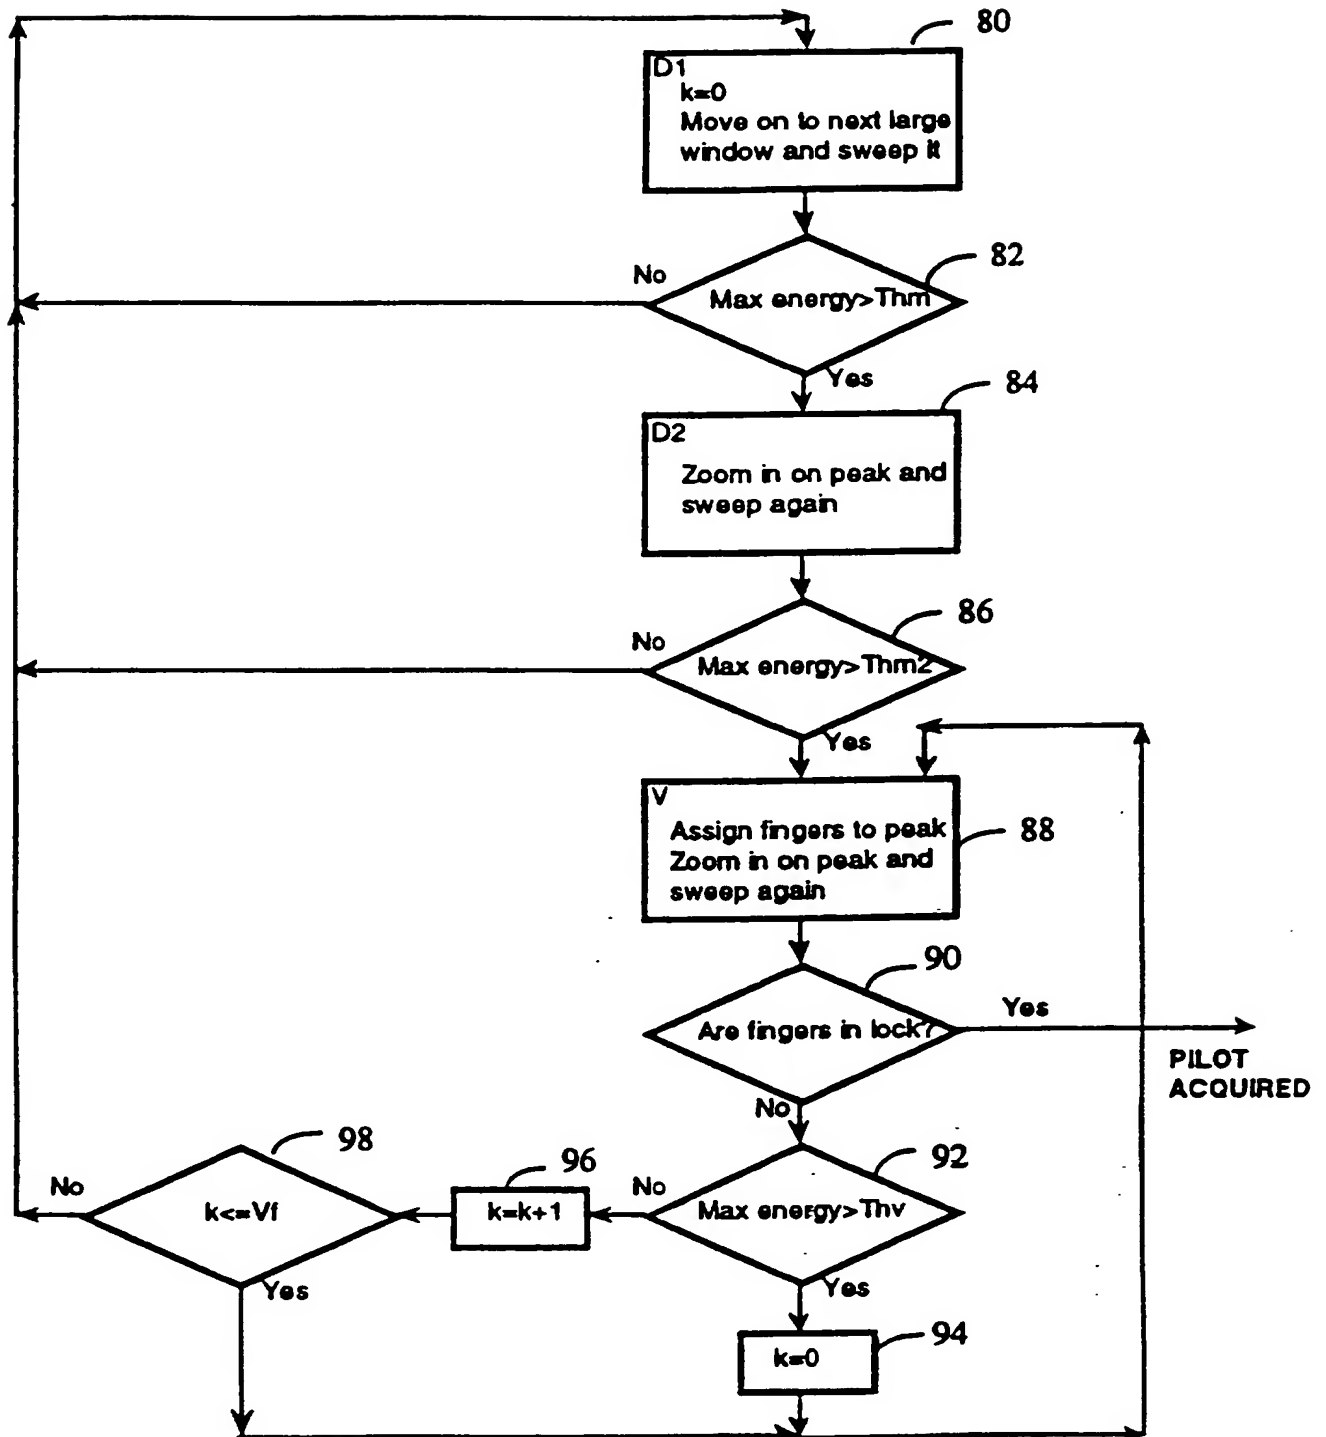 80
D1
k=0
Move on to next large
window and sweep it
82
No
Max energy>Thm
Yes
84
D2
Zoom in on peak and
sweep again
86
No
Max energy>Thm2
Yes
V
Assign fingers to peak
Zoom in on peak and
sweep again
88
90
Are fingers in lock?
Yes
PILOT
ACQUIRED
No
98
96
92
No
k<=Vf
k=k+1
No
Max energy>Thv
Yes
Yes
94
k=0